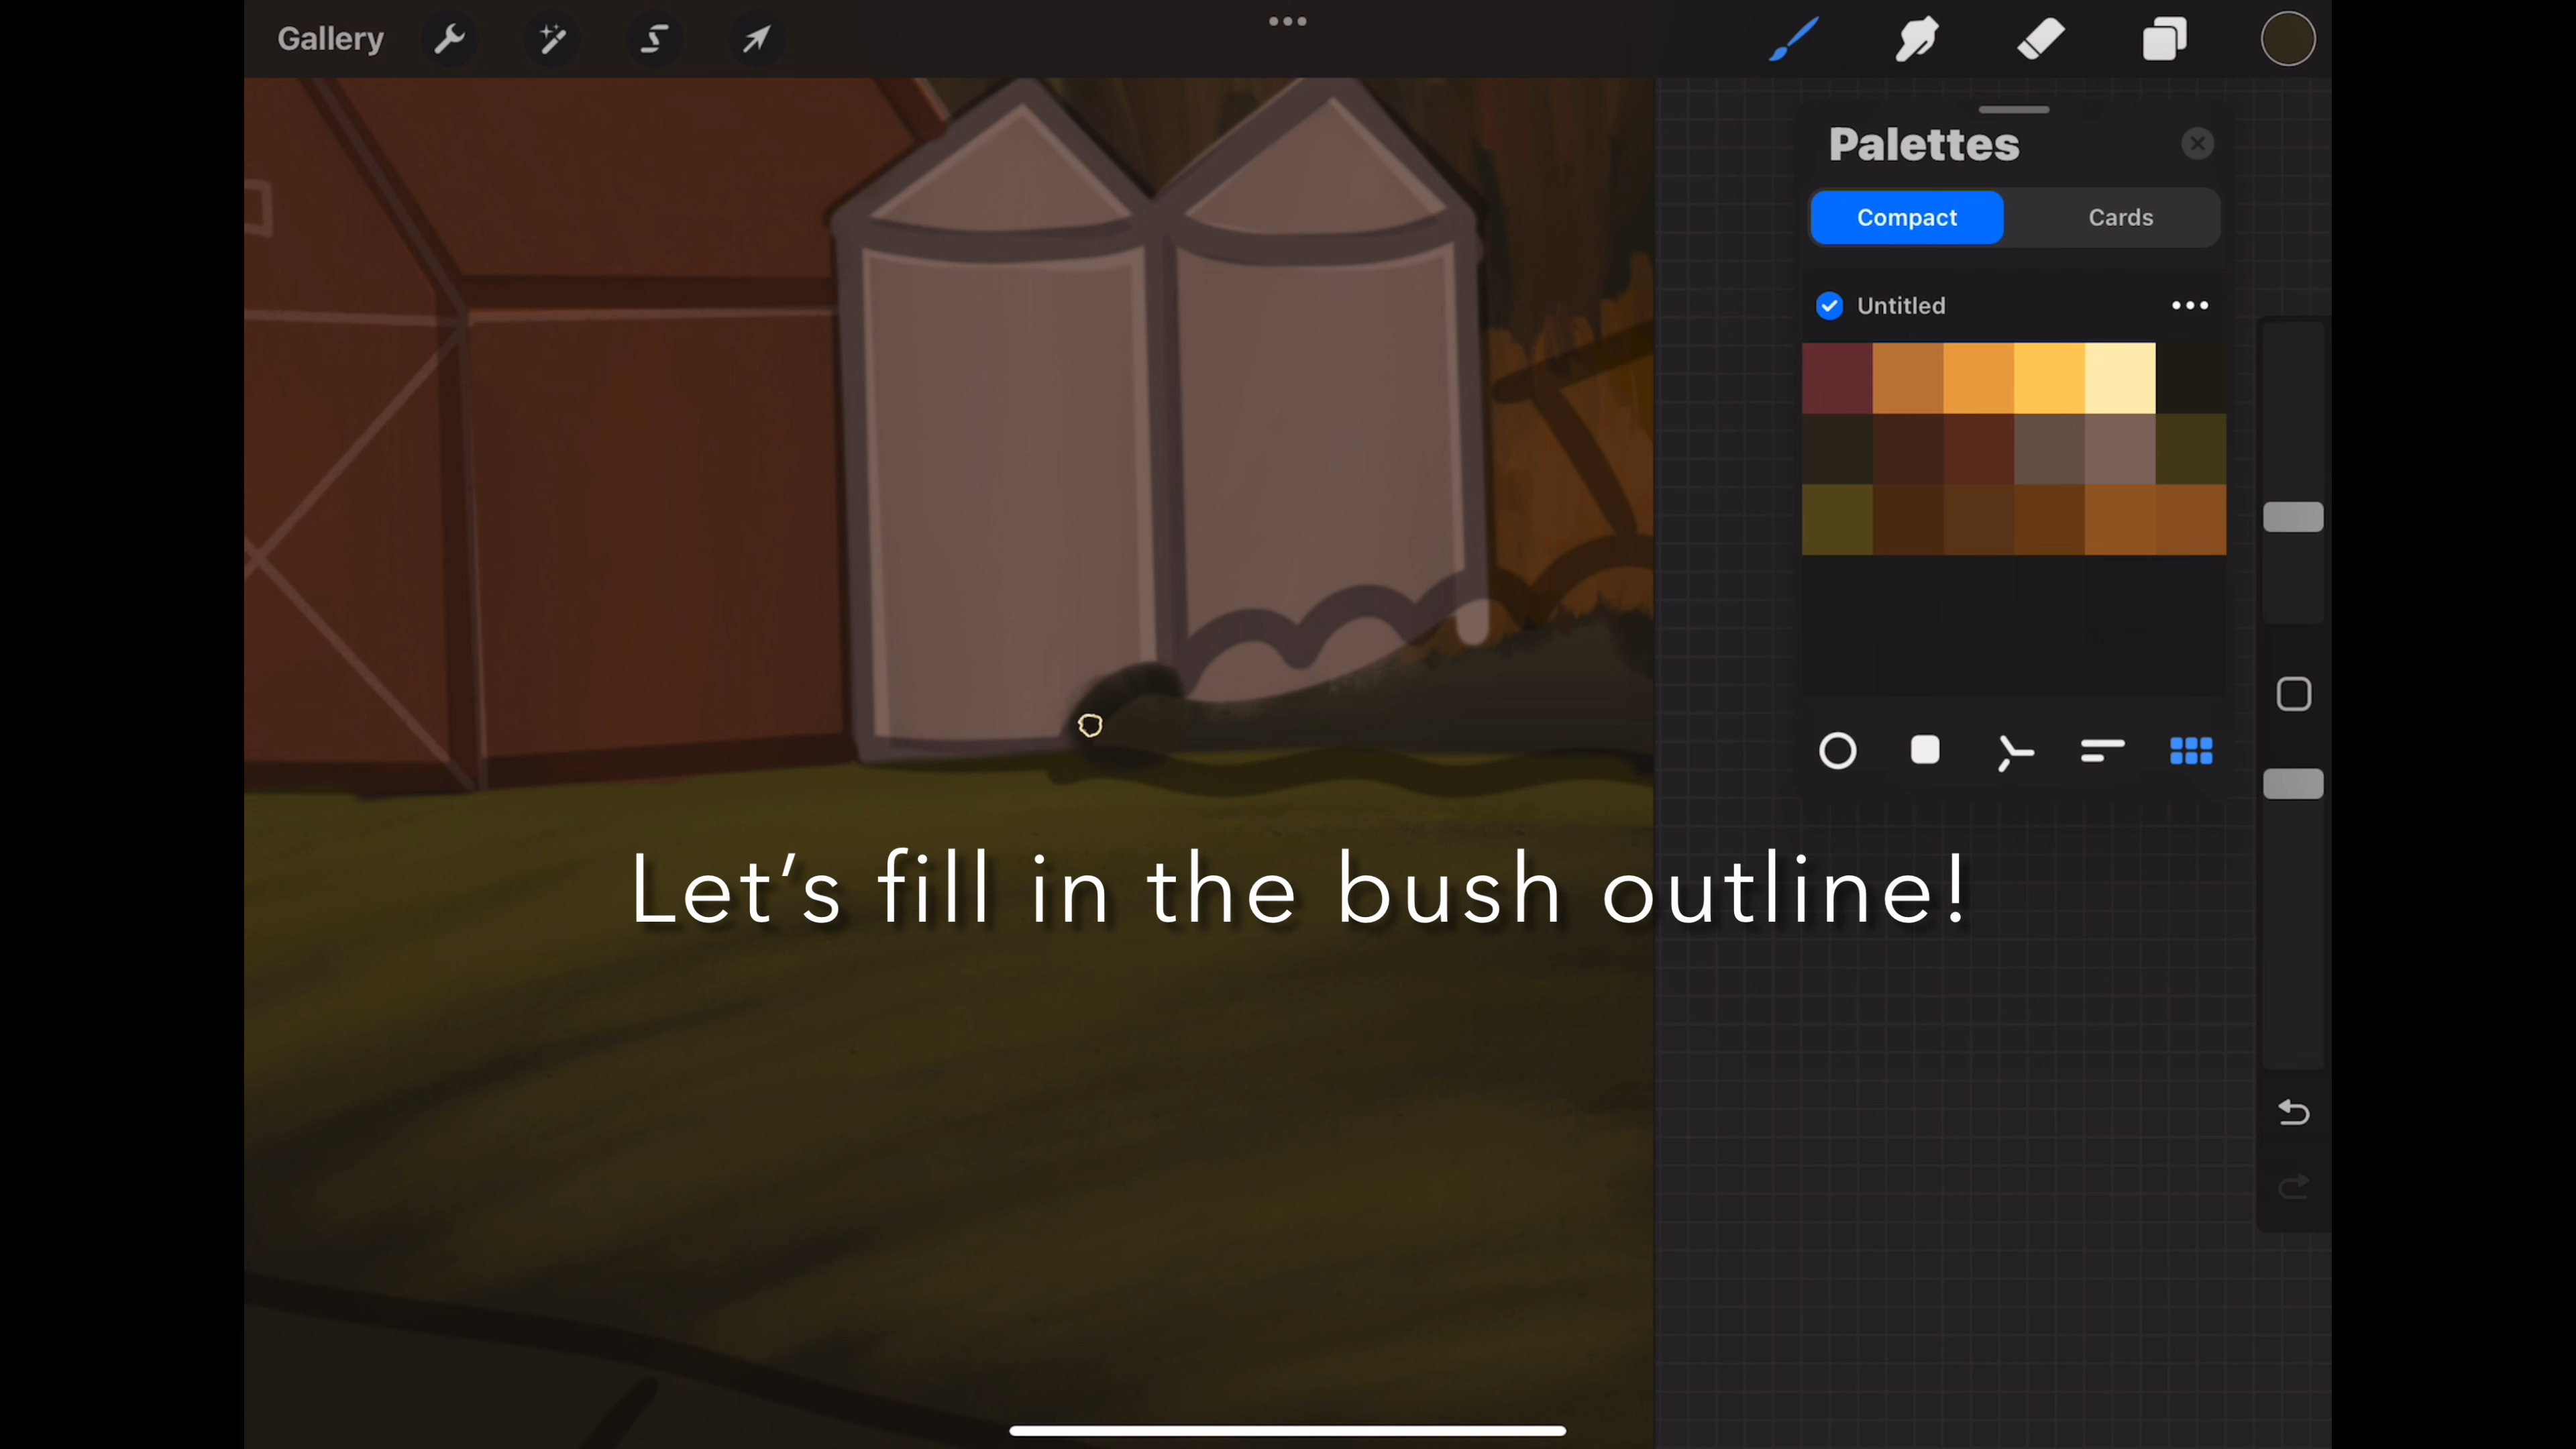 Gallery
Palettes
Compact
Cards
Untitled
Let's fill in the bush outline!